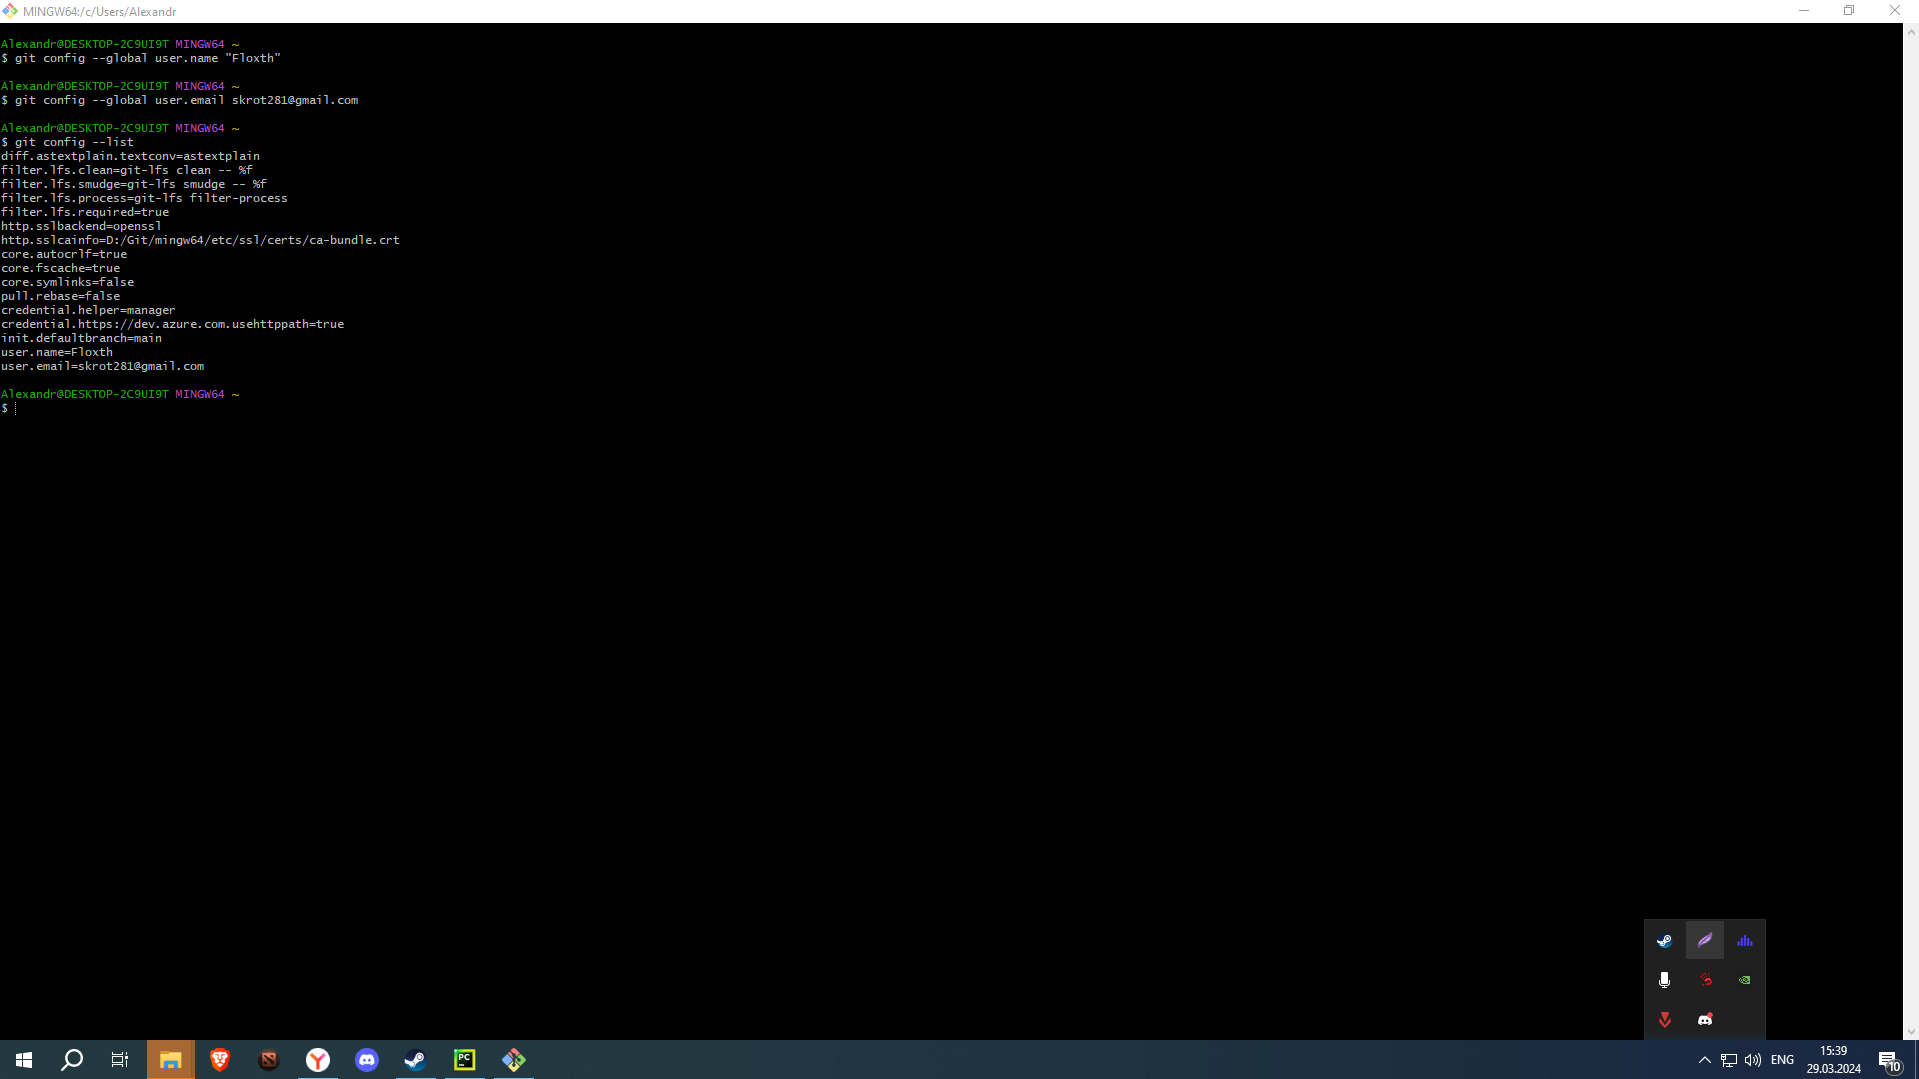 MINGW64:/c/Users/Alexandr
Alexandr@DESKTOP-2C9UI9T MINGW64 ~
$ git config --global user.name "Floxth"
Alexandr@DESKTOP-2C9UI9T MINGW64 ~
$ git config --global user.email skrot281@gmail.com
Alexandr@DESKTOP-2C9UI9T MINGW64 ~
$ git config --list
diff.astextplain.textconv=astextplain
filter.lfs.clean=git-lfs clean -- %f
filter.lfs.smudge=git-lfs smudge -- %f
filter.lfs.process=git-lfs filter-process
filter.lfs.required=true
http.sslbackend=openssl
http.sslcainfo=D:/Git/mingw64/etc/ssl/certs/ca-bundle.crt
core.autocrlf=true
core.fscache=true
core.symlinks=false
pull.rebase=false
credential.helper=manager
credential.https://dev.azure.com.usehttppath=true
init.defaultbranch=main
user.name=Floxth
user.email=skrot281@gmail.com
Alexandr@DESKTOP-2C9UI9T MINGW64 ~
$
PC
ENG
15:39
29.03.2024
10